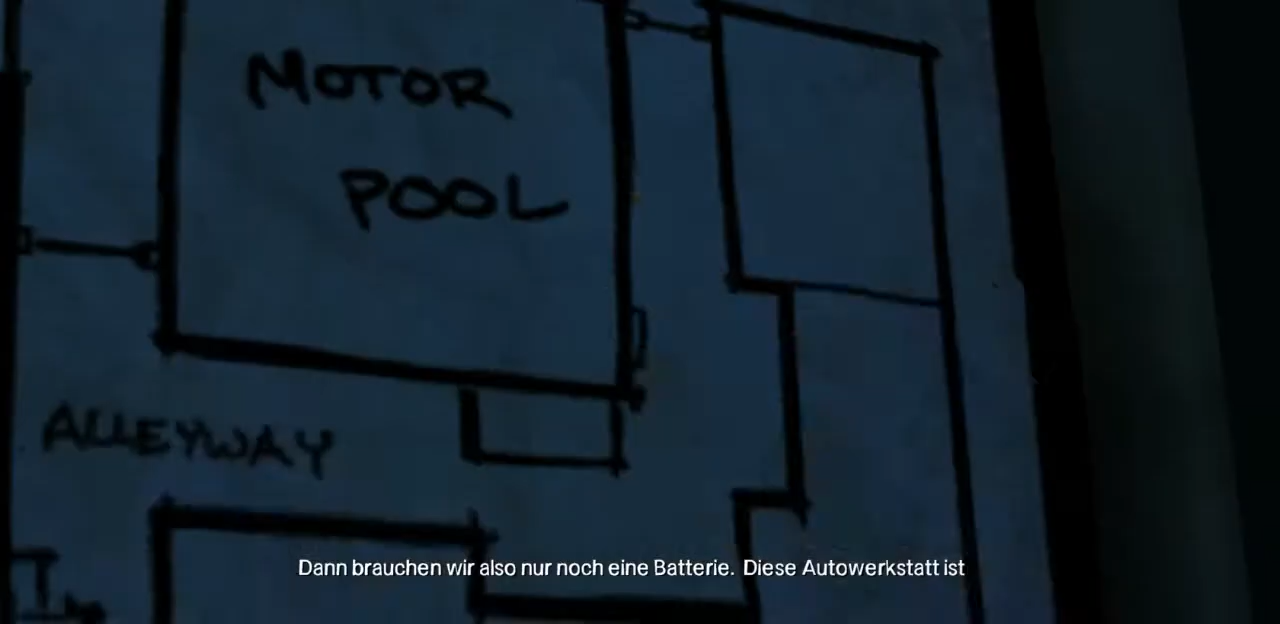 MOTOR
POOL
ALLEYWAY
Dann brauchen wir also nur noch eine Batterie. Diese Autowerkstatt ist